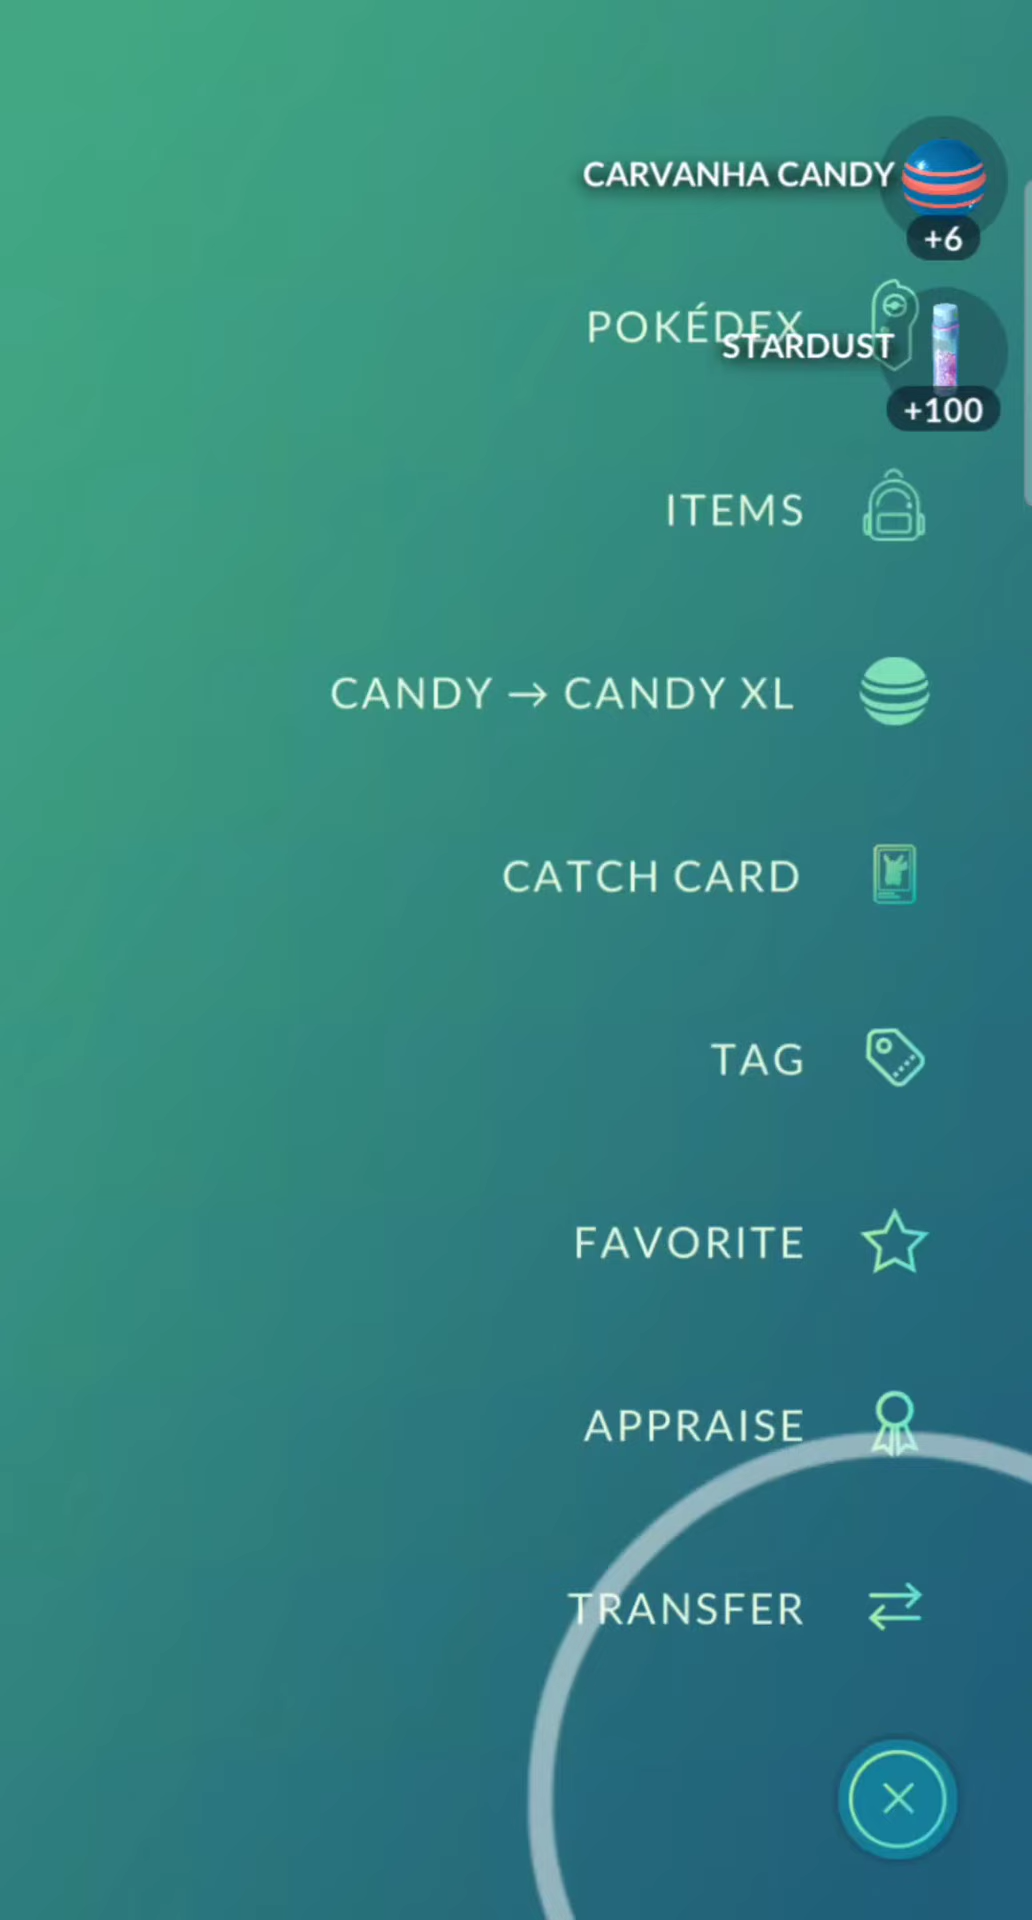 CARVANHA CANDY
+6
POKÉDEX
STARDUST
+100
ITEMS
CANDY → CANDY XL
CATCH CARD
TAG
FAVORITE
APPRAISE
TRANSFER